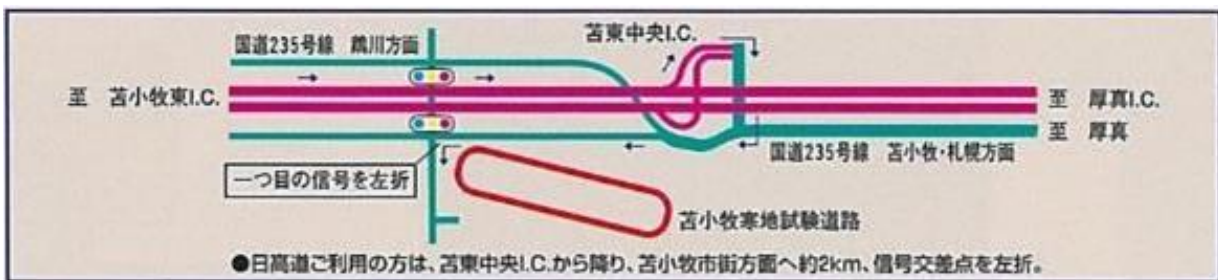 苫東中央I.C.
国道235号線 鵡川方面
至 苫小牧東I.C.
至 厚真I.C.
至 厚真
国道235号線 苫小牧・札幌方面
一つ目の信号を左折
苫小牧寒地試験道路
●日高道ご利用の方は、苫東中央I.C.から降り、苫小牧市街方面へ約2km、信号交差点を左折。